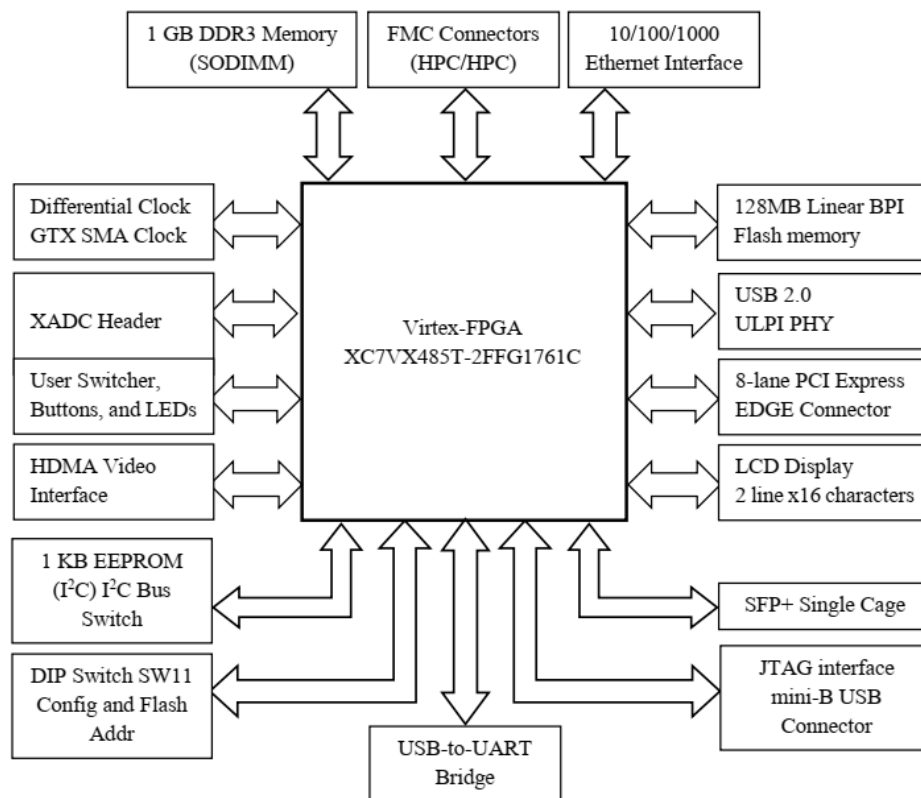 1 GB DDR3 Memory
(SODIMM)
FMC Connectors
(HPC/HPC)
10/100/1000
Ethernet Interface
Differential Clock
GTX SMA Clock
XADC Header
User Switcher,
Buttons, and LEDs
HDMA Video
Interface
1 KB EEPROM
(I²C) I²C Bus
Switch
DIP Switch SW11
Config and Flash
Addr
Virtex-FPGA
XC7VX485T-2FFG1761C
128MB Linear BPI
Flash memory
USB 2.0
ULPI PHY
8-lane PCI Express
EDGE Connector
LCD Display
2 line x16 characters
SFP+ Single Cage
JTAG interface
mini-B USB
Connector
USB-to-UART
Bridge